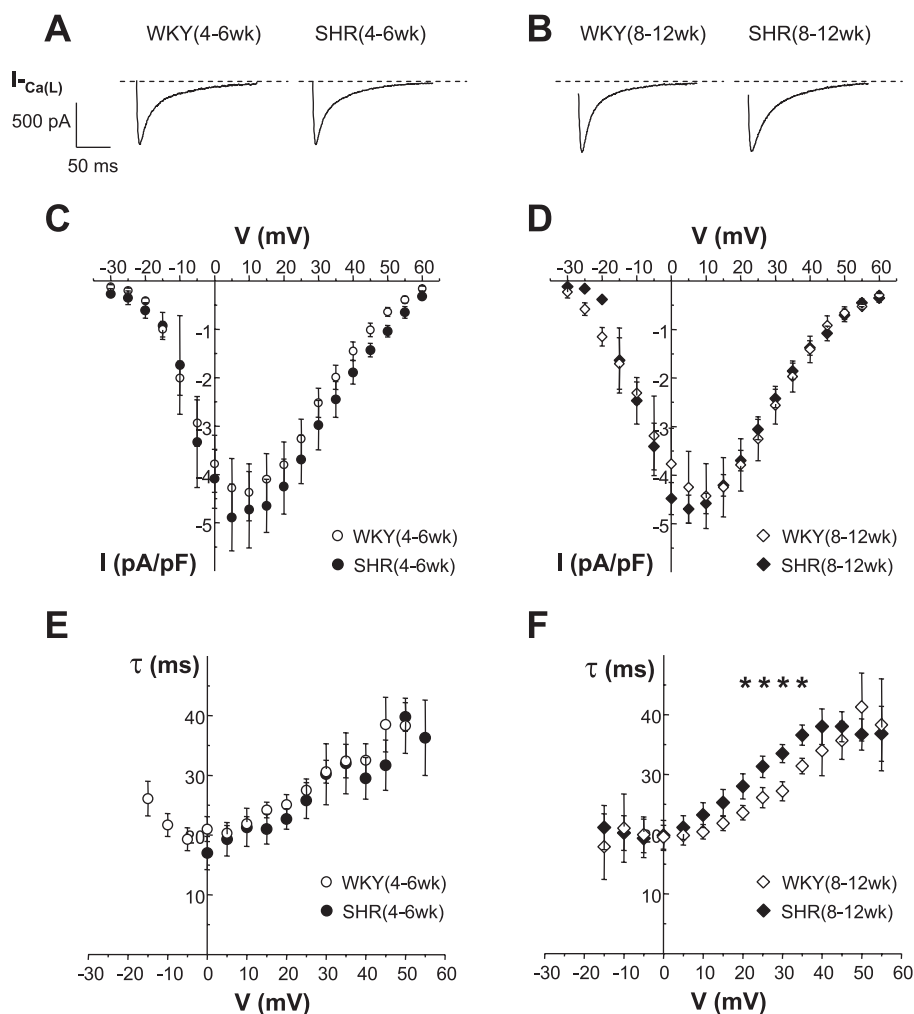 A B
WKY(4-6wk) SHR(4-6wk) WKY(8-12wk) SHR(8-12wk)
I-Ca(L)
500 pA
50 ms
C D
V (mV) V (mV)
-30 -20 -10 0 10 20 30 40 50 60 -30 -20 -10 0 10 20 30 40 50 60
-1 -1
-2 -2
-3 -3
-4 -4
-5 -5
WKY(4-6wk) WKY(8-12wk)
I (pA/pF) SHR(4-6wk) I (pA/pF) SHR(8-12wk)
E F
τ (ms) τ (ms)
* * * *
40 40
30 30
20 20
10 10
WKY(4-6wk) WKY(8-12wk)
SHR(4-6wk) SHR(8-12wk)
-30 -20 -10 0 10 20 30 40 50 60 -30 -20 -10 0 10 20 30 40 50 60
V (mV) V (mV)